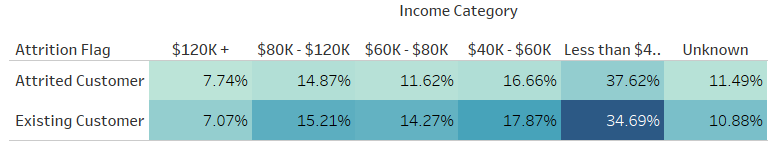 Income Category
Attrition Flag $120K + $80K - $120K $60K - $80K $40K - $60K Less than $4.. Unknown
Attrited Customer 7.74% 14.87% 11.62% 16.66% 37.62% 11.49%
Existing Customer 7.07% 15.21% 14.27% 17.87% 34.69% 10.88%